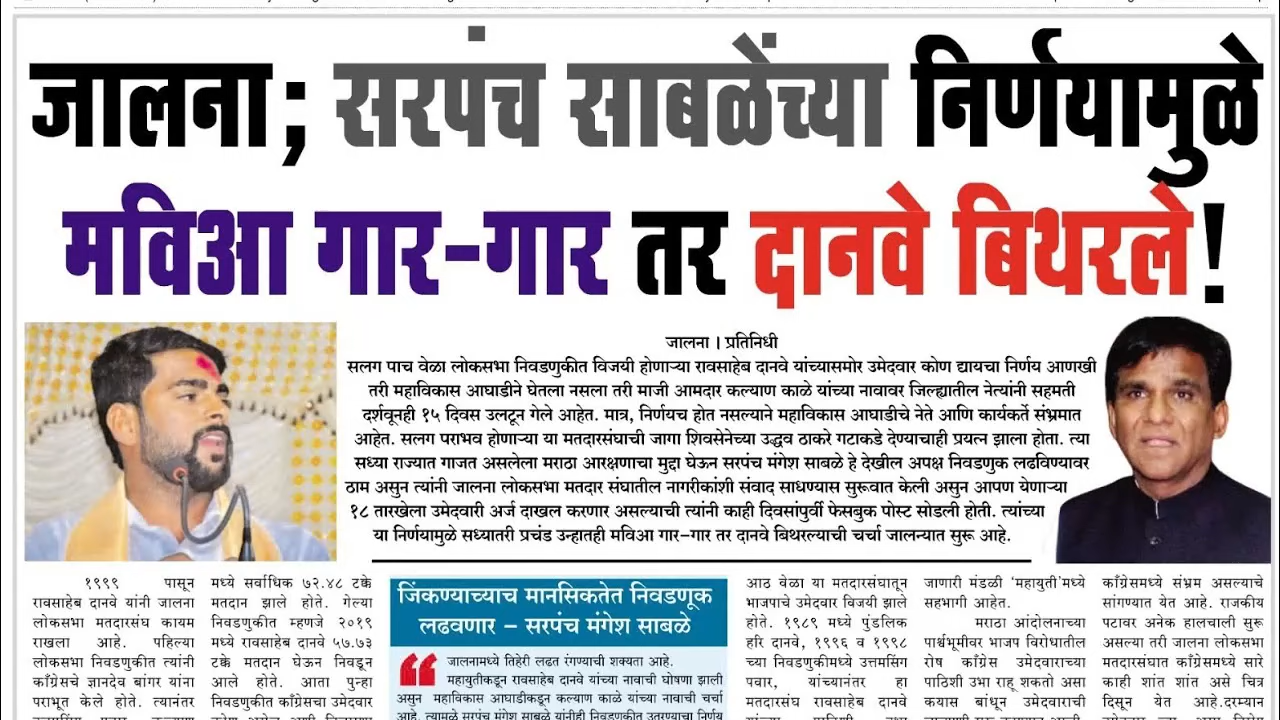 जालना; सरपंच साबळेंच्या निर्णयामुळे
मविआ गार-गार तर दानवे बिथरले!
जालना । प्रतिनिधी
सलग पाच वेळा लोकसभा निवडणुकीत विजयी होणाऱ्या रावसाहेब दानवे यांच्यासमोर उमेदवार कोण द्यायचा निर्णय आणखी
तरी महाविकास आघाडीने घेतला नसला तरी माजी आमदार कल्याण काळे यांच्या नावावर जिल्ह्यातील नेत्यांनी सहमती
दर्शवूनही १५ दिवस उलटून गेले आहेत. मात्र, निर्णयच होत नसल्याने महाविकास आघाडीचे नेते आणि कार्यकर्ते संभ्रमात
आहेत. सलग पराभव होणाऱ्या या मतदारसंघाची जागा शिवसेनेच्या उद्धव ठाकरे गटाकडे देण्याचाही प्रयत्न झाला होता. त्या
सध्या राज्यात गाजत असलेला मराठा आरक्षणाचा मुद्दा घेऊन सरपंच मंगेश साबळे हे देखील अपक्ष निवडणुक लढविण्यावर
ठाम असुन त्यांनी जालना लोकसभा मतदार संघातील नागरीकांशी संवाद साधण्यास सुरूवात केली असुन आपण येणाऱ्या
१८ तारखेला उमेदवारी अर्ज दाखल करणार असल्याची त्यांनी काही दिवसांपुर्वी फेसबुक पोस्ट सोडली होती. त्यांच्या
या निर्णयामुळे सध्यातरी प्रचंड उन्हातही मविआ गार-गार तर दानवे बिथरल्याची चर्चा जालन्यात सुरू आहे.
१९९९ पासून
रावसाहेब दानवे यांनी जालना
लोकसभा मतदारसंघ कायम
राखला आहे. पहिल्या
लोकसभा निवडणुकीत त्यांनी
काँग्रेसचे ज्ञानदेव बांगर यांना
पराभूत केले होते. त्यानंतर
मध्ये सर्वाधिक ७२.४८ टक्के
मतदान झाले होते. गेल्या
निवडणुकीत म्हणजे २०१९
मध्ये रावसाहेब दानवे ५७.७३
टक्के मतदान घेऊन निवडून
आले होते. आता पुन्हा
निवडणुकीत काँग्रेसचा उमेदवार
जिंकण्याच्याच मानसिकतेत निवडणूक
लढवणार – सरपंच मंगेश साबळे
जालनामध्ये तिहेरी लढत रंगण्याची शक्यता आहे.
महायुतीकडून रावसाहेब दानवे यांच्या नावाची घोषणा झाली
असुन महाविकास आघाडीकडून कल्याण काळे यांच्या नावाची चर्चा
आहे. त्यामुळे सरपंच मंगेश साबळे यांनीही निवडणुकीत उतरण्याचा निर्णय
आठ वेळा या मतदारसंघातून
भाजपाचे उमेदवार विजयी झाले
होते. १९८९ मध्ये पुंडलिक
हरि दानवे, १९९६ व १९९८
च्या निवडणुकीमध्ये उत्तमसिंग
पवार, यांच्यानंतर हा
मतदारसंघ रावसाहेब दानवे
जाणारी मंडळी 'महायुती'मध्ये
सहभागी आहेत.
मराठा आंदोलनाच्या
पार्श्वभूमीवर भाजप विरोधातील
रोष काँग्रेस उमेदवाराच्या
पाठिशी उभा राहू शकतो असा
कयास बांधून उमेदवाराची
काँग्रेसमध्ये संभ्रम असल्याचे
सांगण्यात येत आहे. राजकीय
पटावर अनेक हालचाली सुरू
असल्या तरी जालना लोकसभा
मतदारसंघात काँग्रेसमध्ये सारे
काही शांत शांत असे चित्र
दिसून येत आहे.दरम्यान